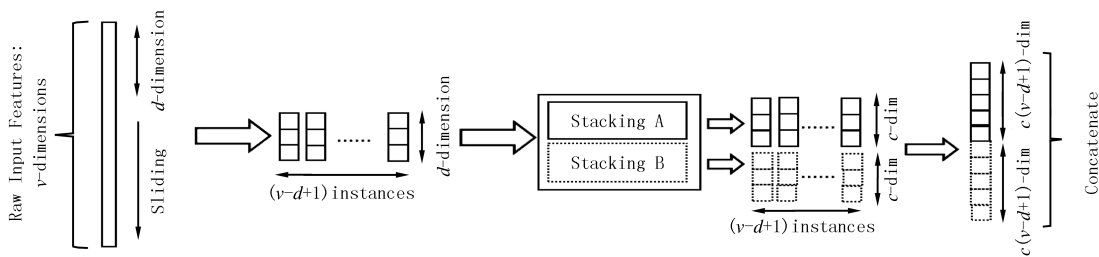 Raw Input Features:
v-dimensions
d-dimension
Sliding
......
d-dimension
(v-d+1)instances
Stacking A
Stacking B
......
c-dim
......
c-dim
(v-d+1)instances
c(v-d+1)-dim
c(v-d+1)-dim
Concatenate